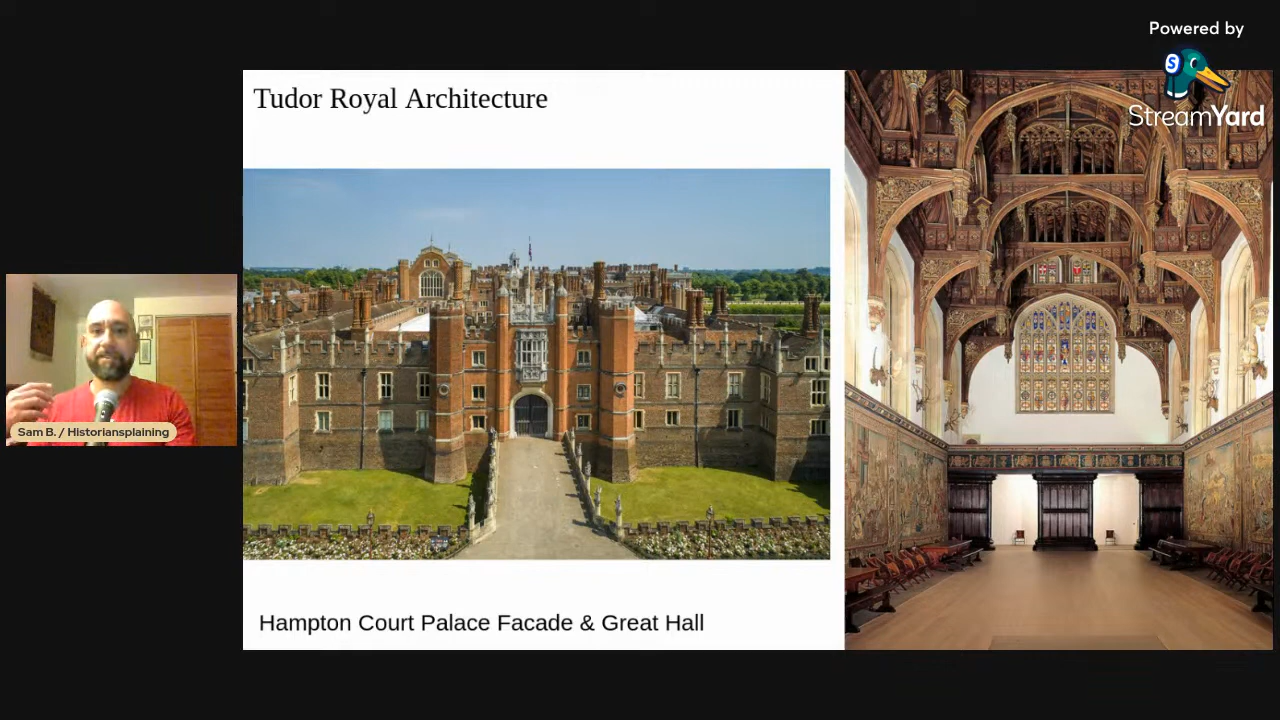 Powered by
S
StreamYard
Tudor Royal Architecture
Sam B. / Historiansplaining
Hampton Court Palace Facade & Great Hall